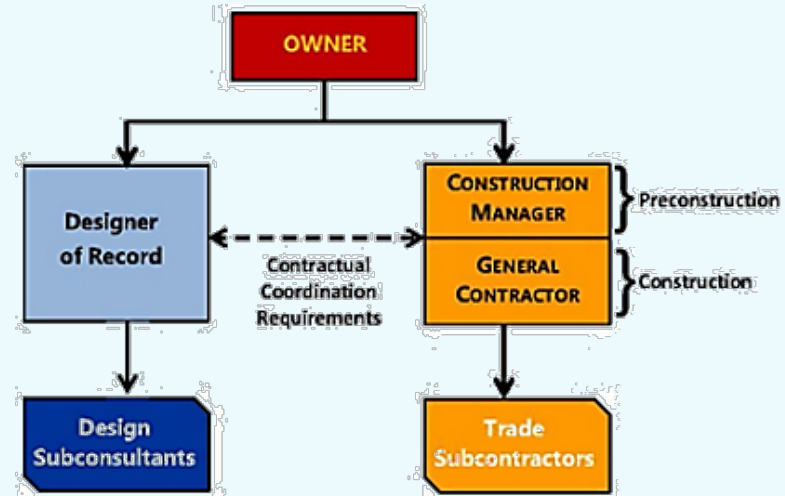 OWNER
Designer
of Record
CONSTRUCTION
MANAGER
Preconstruction
Contractual
Coordination
Requirements
GENERAL
CONTRACTOR
Construction
Design
Subconsultants
Trade
Subcontractors